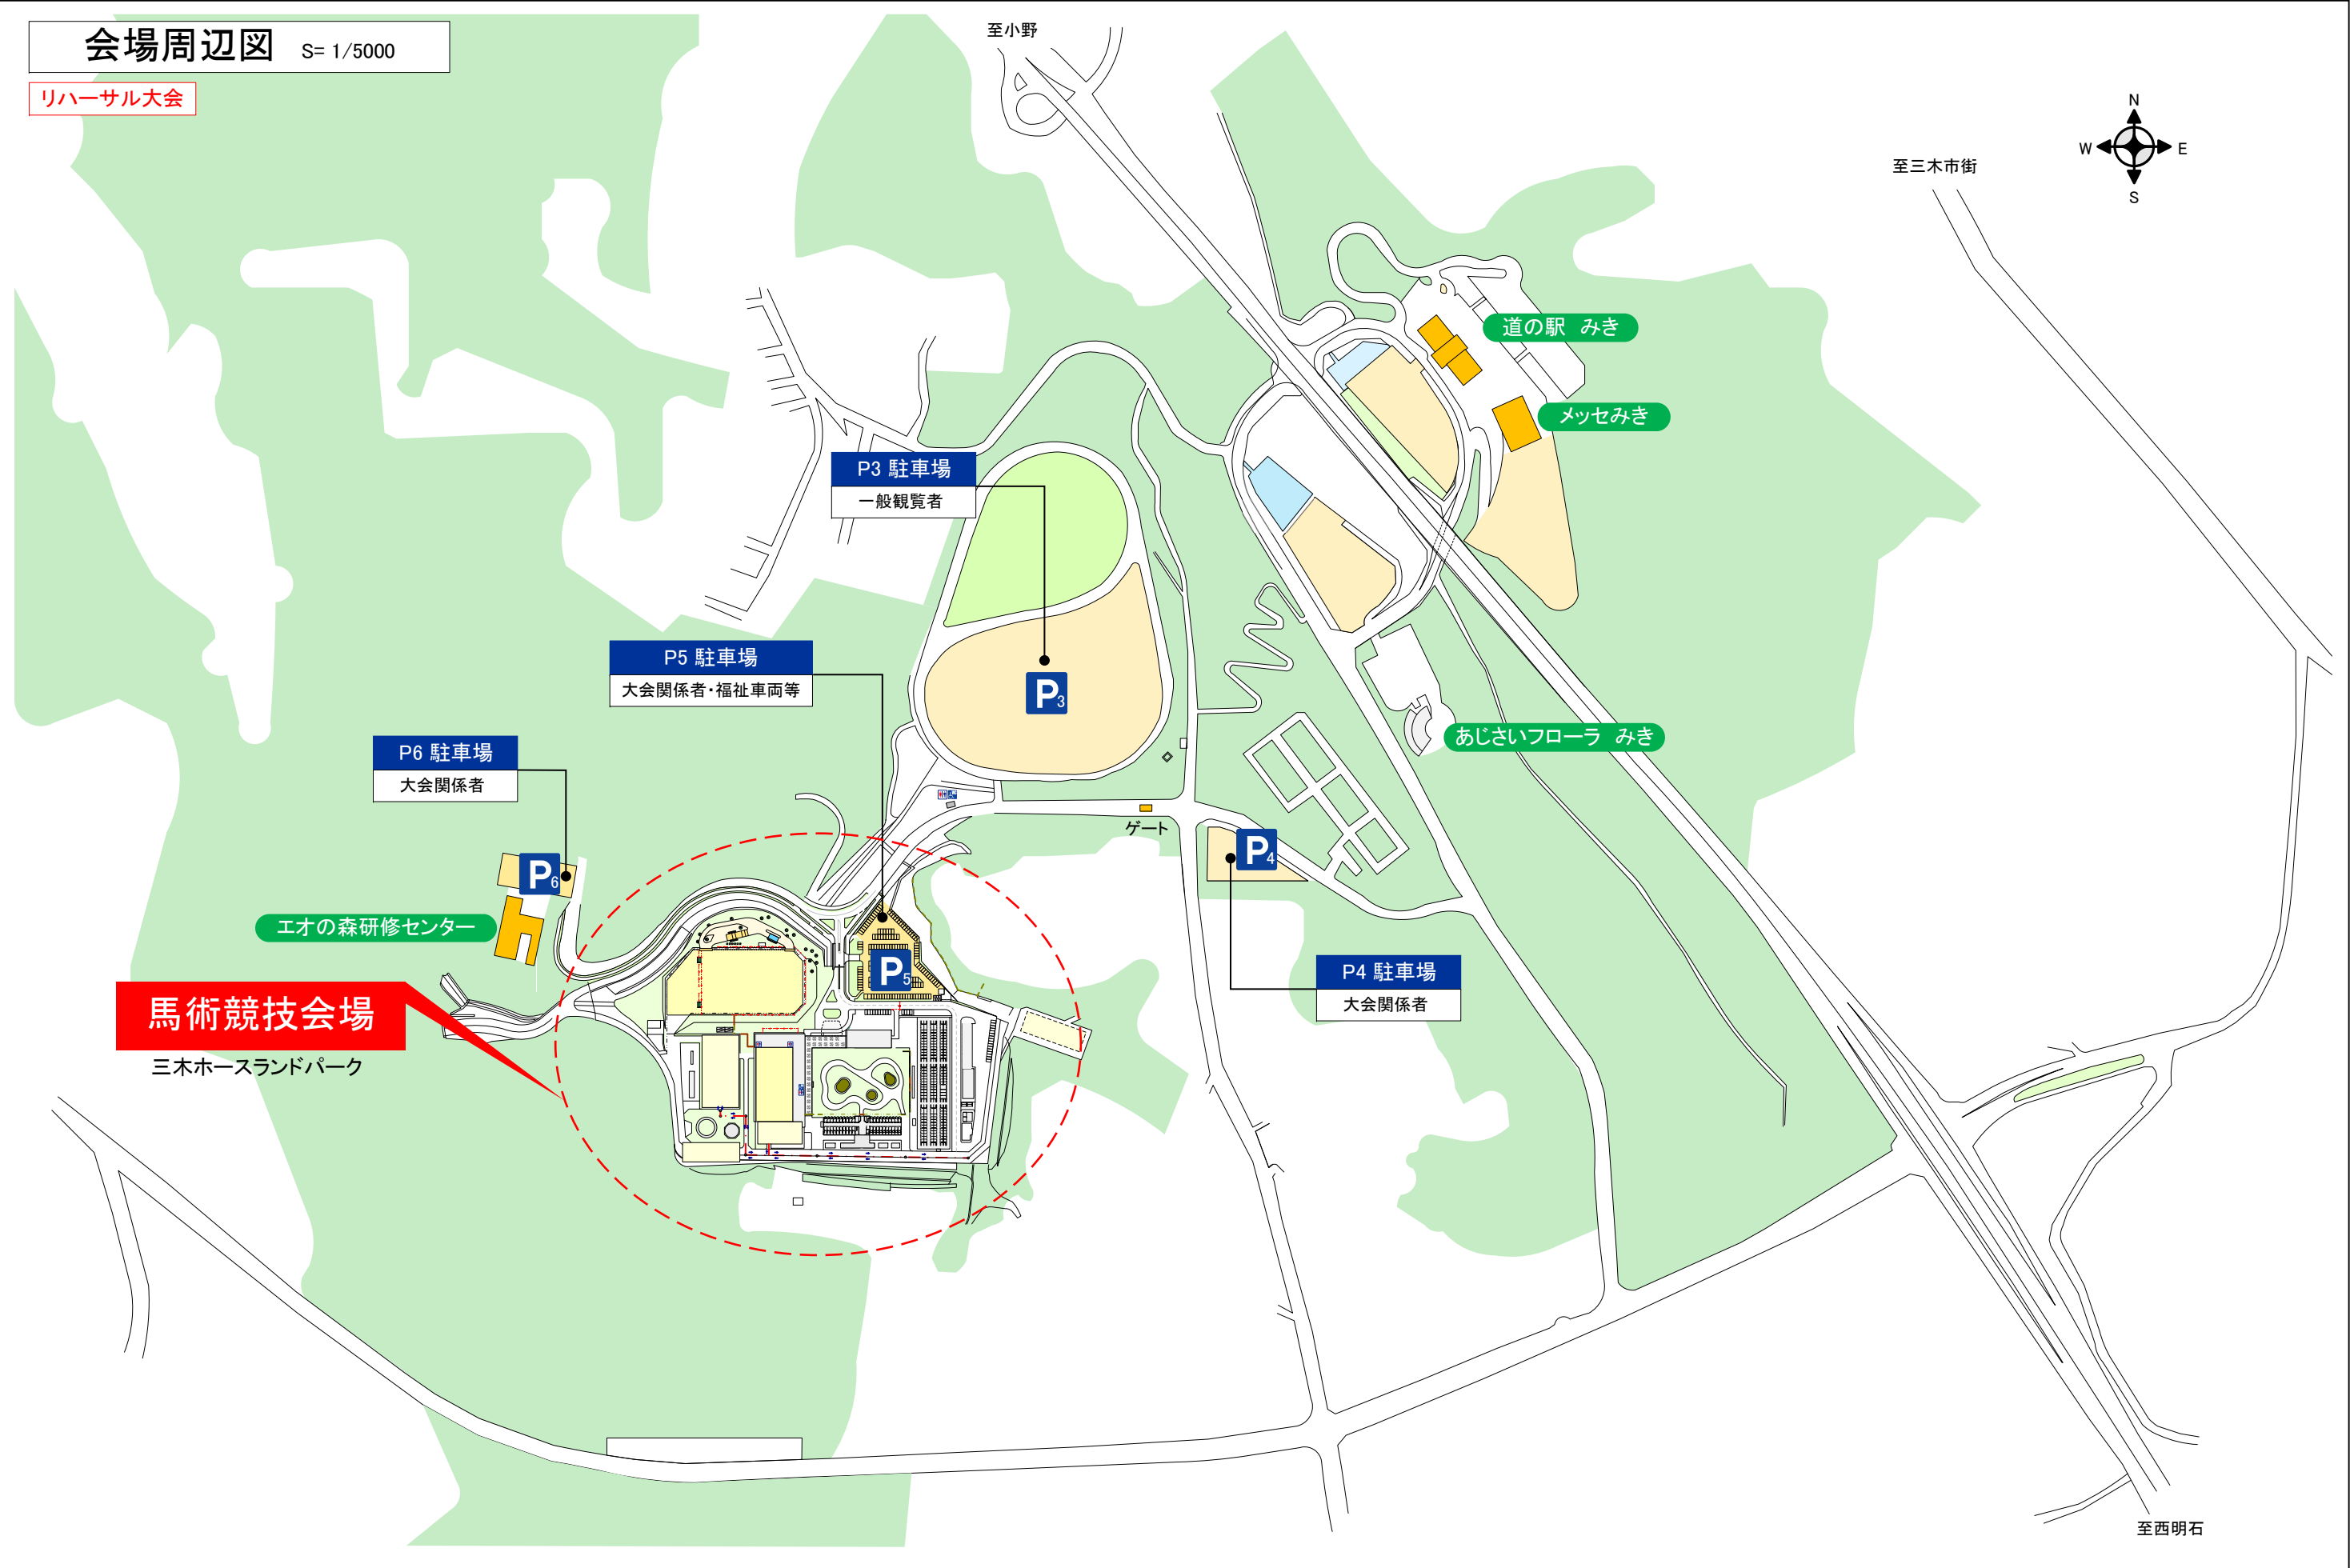 会場周辺図 S= 1/5000
リハーサル大会
至小野
N
W E
S
至三木市街
道の駅 みき
メッセみき
P3 駐車場
一般観覧者
P5 駐車場
大会関係者・福祉車両等
P3
あじさいフローラ みき
P6 駐車場
大会関係者
ゲート
P4
P6
エオの森研修センター
P5
P4 駐車場
大会関係者
馬術競技会場
三木ホースランドパーク
至西明石